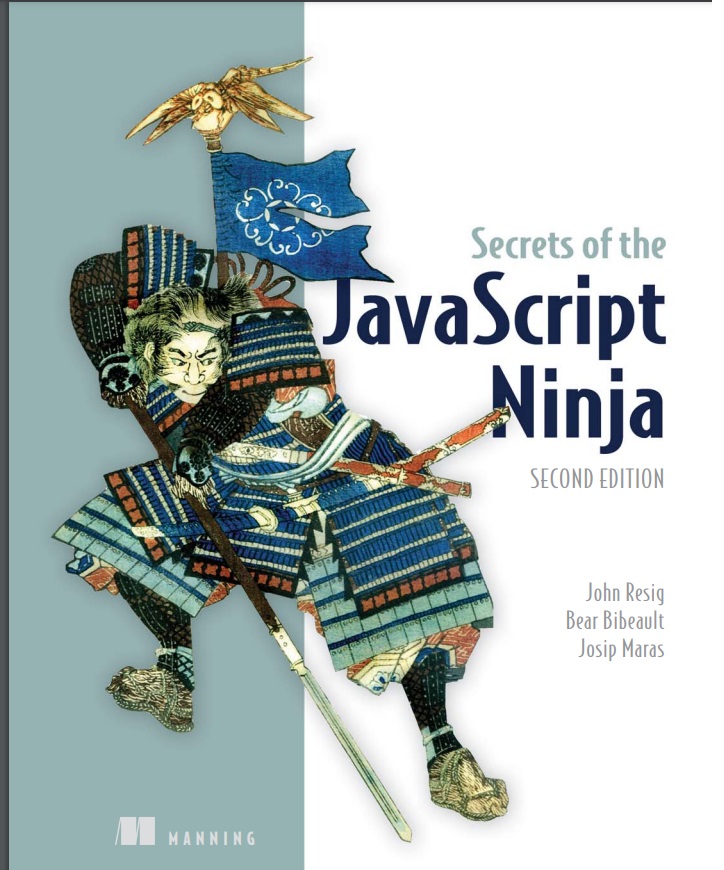 Secrets of the
JavaScript
Ninja
SECOND EDITION
John Resig
Bear Bibeault
Josip Maras
MANNING